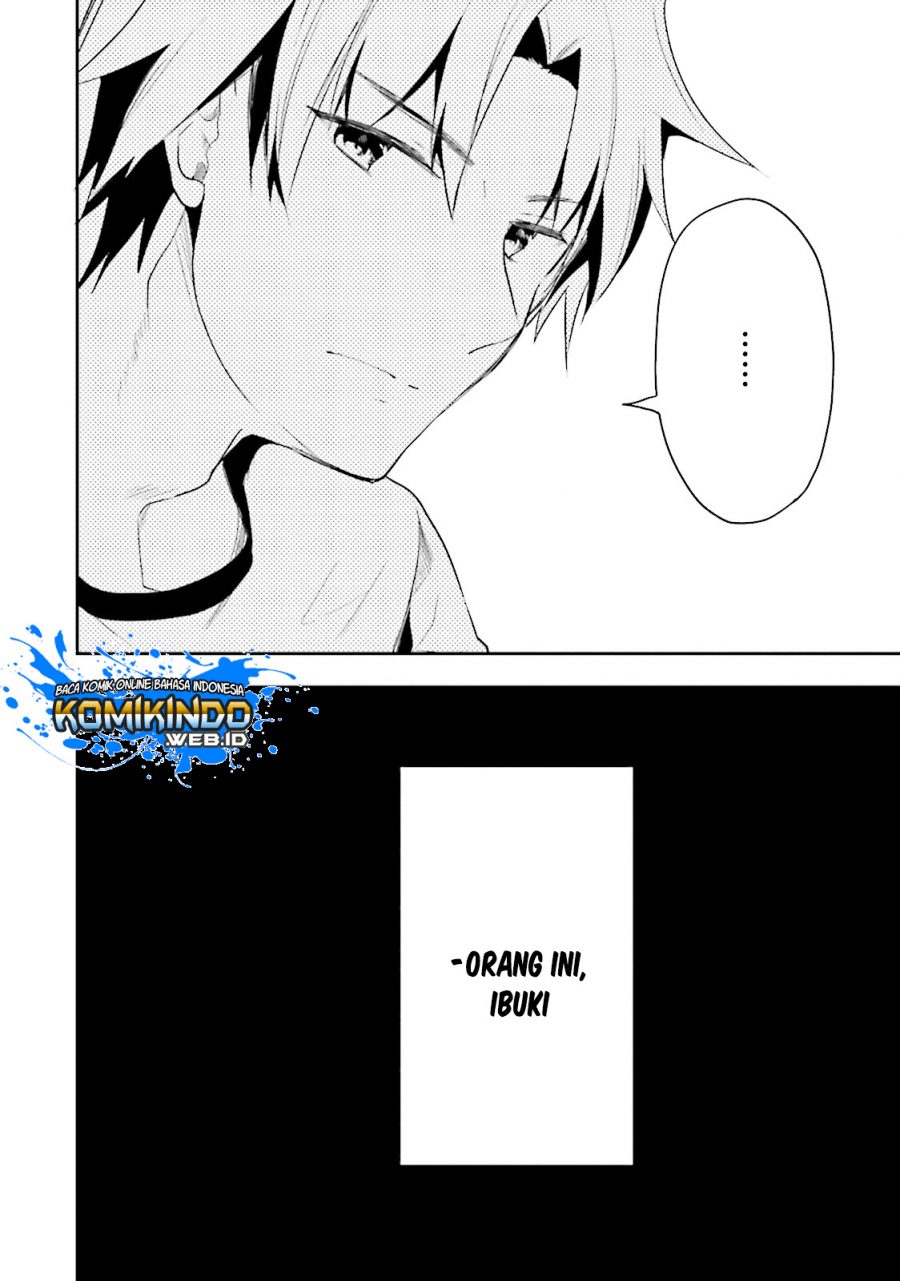 ......
BACA KOMIK ONLINE BAHASA INDONESIA
KOMIKINDO
WEB.ID
-ORANG INI,
IBUKI